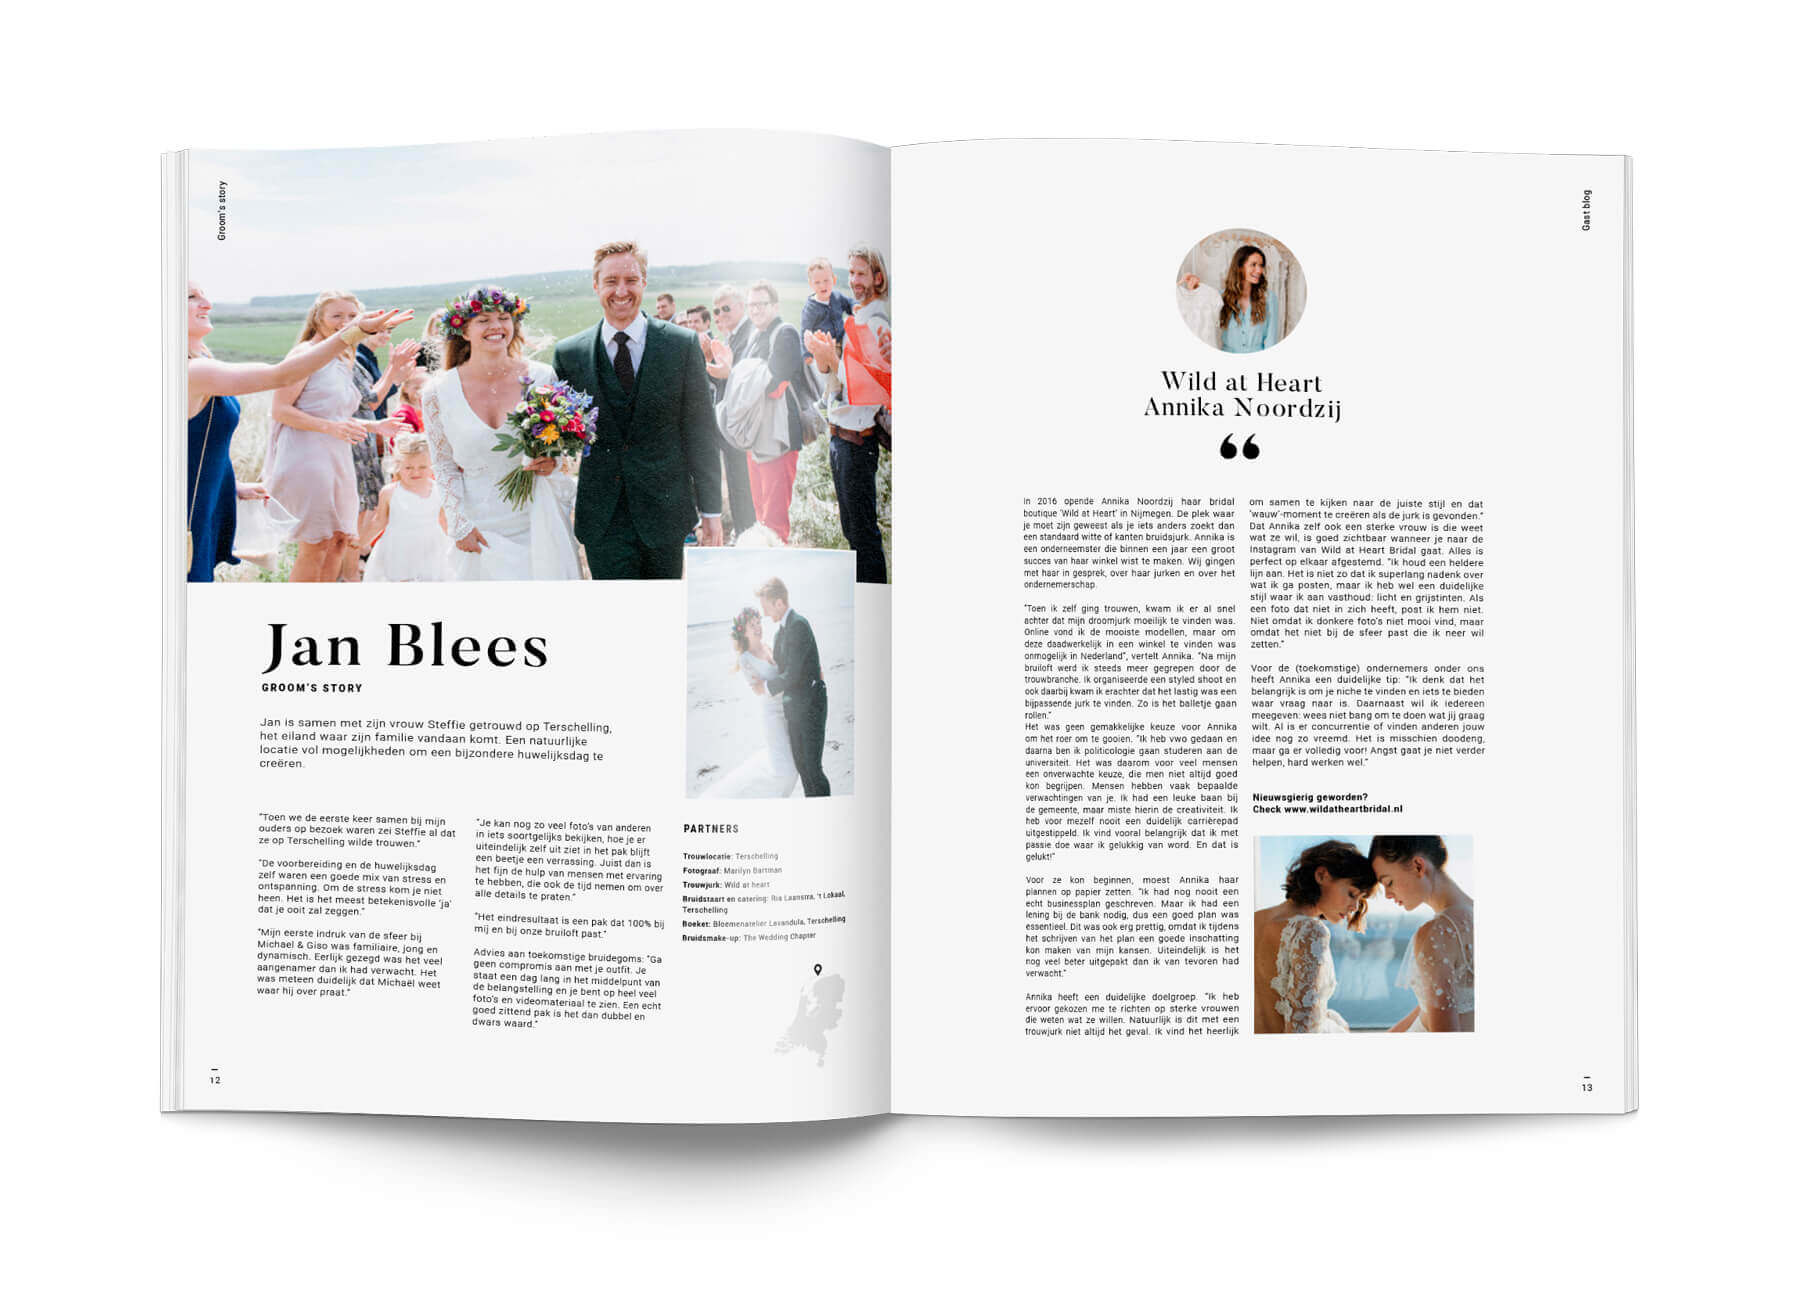 Groom's story
Jan Blees
GROOM'S STORY
Jan is samen met zijn vrouw Steffie getrouwd op Terschelling,
het eiland waar zijn familie vandaan komt. Een natuurlijke
locatie vol mogelijkheden om een bijzondere huwelijksdag te
creëren.
"Toen we de eerste keer samen bij mijn
ouders op bezoek waren zei Steffie al dat
ze op Terschelling wilde trouwen."
"De voorbereiding en de huwelijksdag
zelf waren een goede mix van stress en
ontspanning. Om de stress kom je niet
heen. Het is het meest betekenisvolle 'ja'
dat je ooit zal zeggen."
"Mijn eerste indruk van de sfeer bij
Michael & Giso was familiaire, jong en
dynamisch. Eerlijk gezegd was het veel
aangenamer dan ik had verwacht. Het
was meteen duidelijk dat Michaël weet
waar hij over praat."
"Je kan nog zo veel foto's van anderen
in iets soortgelijks bekijken, hoe je er
uiteindelijk zelf uit ziet in het pak blijft
een beetje een verrassing. Juist dan is
het fijn de hulp van mensen met ervaring
te hebben, die ook de tijd nemen om over
alle details te praten."
"Het eindresultaat is een pak dat 100% bij
mij en bij onze bruiloft past."
Advies aan toekomstige bruidegoms: "Ga
geen compromis aan met je outfit. Je
staat een dag lang in het middelpunt van
de belangstelling en je bent op heel veel
foto's en videomateriaal te zien. Een echt
goed zittend pak is het dan dubbel en
dwars waard."
PARTNERS
Trouwlocatie: Terschelling
Fotograaf: Marilyn Bartman
Trouwjurk: Wild at heart
Bruidstaart en catering: Ria Laansma, 't Lokaal,
Terschelling
Boeket: Bloemenatelier Lavandula, Terschelling
Bruidsmake-up: The Wedding Chapter
12
Gast blog
Wild at Heart
Annika Noordzij
“
In 2016 opende Annika Noordzij haar bridal
boutique 'Wild at Heart' in Nijmegen. De plek waar
je moet zijn geweest als je iets anders zoekt dan
een standaard witte of kanten bruidsjurk. Annika is
een onderneemster die binnen een jaar een groot
succes van haar winkel wist te maken. Wij gingen
met haar in gesprek, over haar jurken en over het
ondernemerschap.
"Toen ik zelf ging trouwen, kwam ik er al snel
achter dat mijn droomjurk moeilijk te vinden was.
Online vond ik de mooiste modellen, maar om
deze daadwerkelijk in een winkel te vinden was
onmogelijk in Nederland", vertelt Annika. "Na mijn
bruiloft werd ik steeds meer gegrepen door de
trouwbranche. Ik organiseerde een styled shoot en
ook daarbij kwam ik erachter dat het lastig was een
bijpassende jurk te vinden. Zo is het balletje gaan
rollen."
Het was geen gemakkelijke keuze voor Annika
om het roer om te gooien. "Ik heb vwo gedaan en
daarna ben ik politicologie gaan studeren aan de
universiteit. Het was daarom voor veel mensen
een onverwachte keuze, die men niet altijd goed
kon begrijpen. Mensen hebben vaak bepaalde
verwachtingen van je. Ik had een leuke baan bij
de gemeente, maar miste hierin de creativiteit. Ik
heb voor mezelf nooit een duidelijk carrièrepad
uitgestippeld. Ik vind vooral belangrijk dat ik met
passie doe waar ik gelukkig van word. En dat is
gelukt!"
Voor ze kon beginnen, moest Annika haar
plannen op papier zetten. "Ik had nog nooit een
echt businessplan geschreven. Maar ik had een
lening bij de bank nodig, dus een goed plan was
essentieel. Dit was ook erg prettig, omdat ik tijdens
het schrijven van het plan een goede inschatting
kon maken van mijn kansen. Uiteindelijk is het
nog veel beter uitgepakt dan ik van tevoren had
verwacht."
Annika heeft een duidelijke doelgroep. "Ik heb
ervoor gekozen me te richten op sterke vrouwen
die weten wat ze willen. Natuurlijk is dit met een
trouwjurk niet altijd het geval. Ik vind het heerlijk
om samen te kijken naar de juiste stijl en dat
'wauw'-moment te creëren als de jurk is gevonden."
Dat Annika zelf ook een sterke vrouw is die weet
wat ze wil, is goed zichtbaar wanneer je naar de
Instagram van Wild at Heart Bridal gaat. Alles is
perfect op elkaar afgestemd. "Ik houd een heldere
lijn aan. Het is niet zo dat ik superlang nadenk over
wat ik ga posten, maar ik heb wel een duidelijke
stijl waar ik aan vasthoud: licht en grijstinten. Als
een foto dat niet in zich heeft, post ik hem niet.
Niet omdat ik donkere foto's niet mooi vind, maar
omdat het niet bij de sfeer past die ik neer wil
zetten."
Voor de (toekomstige) ondernemers onder ons
heeft Annika een duidelijke tip: "Ik denk dat het
belangrijk is om je niche te vinden en iets te bieden
waar vraag naar is. Daarnaast wil ik iedereen
meegeven: wees niet bang om te doen wat jij graag
wilt. Al is er concurrentie of vinden anderen jouw
idee nog zo vreemd. Het is misschien doodeng,
maar ga er volledig voor! Angst gaat je niet verder
helpen, hard werken wel."
Nieuwsgierig geworden?
Check www.wildatheartbridal.nl
13